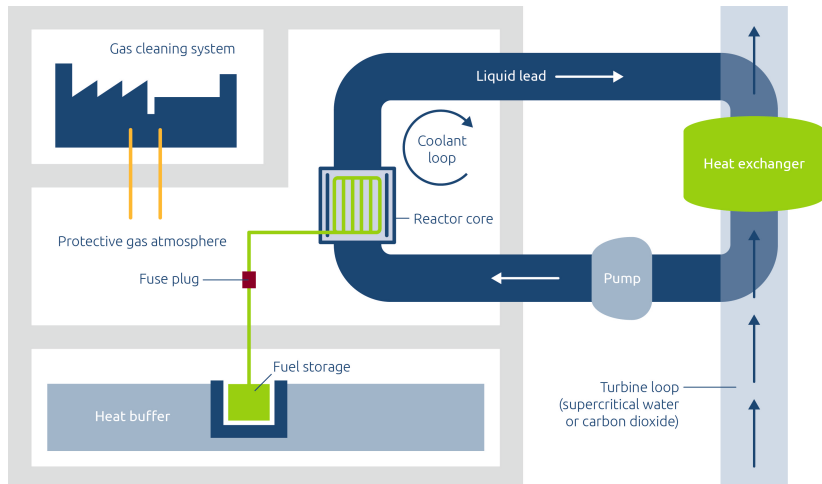 Gas cleaning system
Liquid lead
Coolant
loop
Heat exchanger
Reactor core
Protective gas atmosphere
Fuse plug
Pump
Fuel storage
Heat buffer
Turbine loop
(supercritical water
or carbon dioxide)